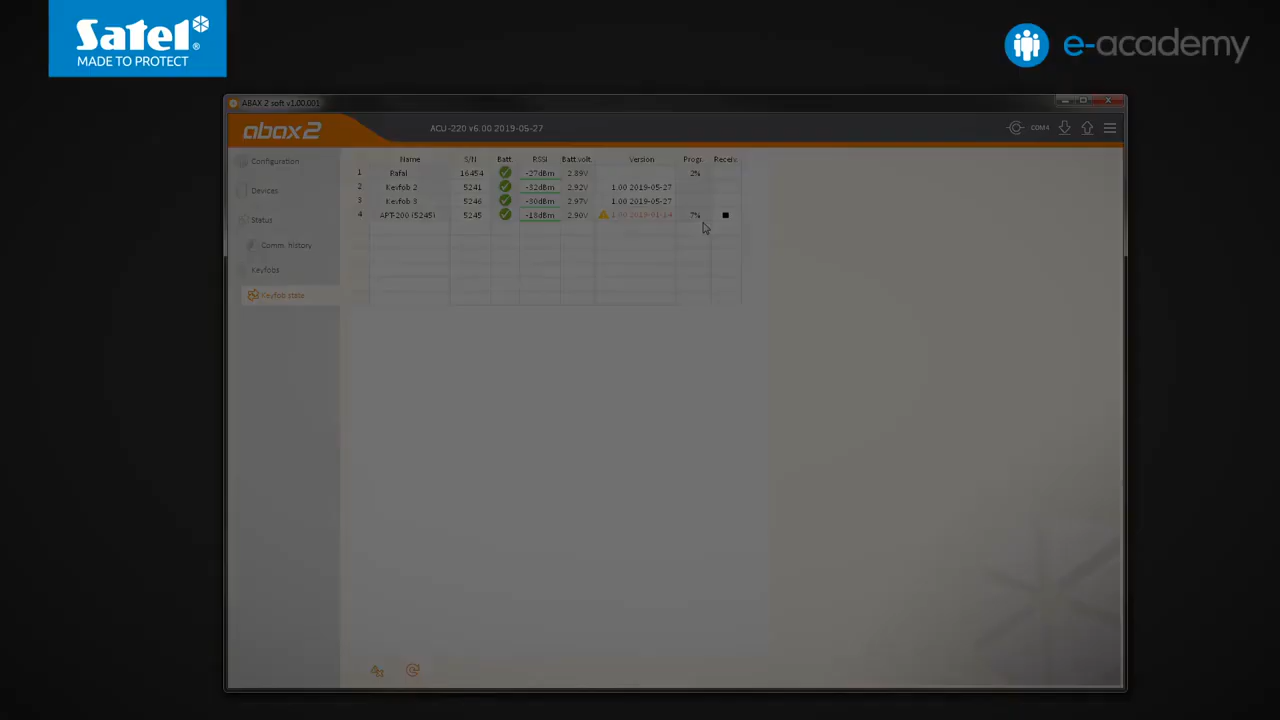 Satel®
MADE TO PROTECT
e-academy
ABAX 2 soft v1.00.001
abax2
ACU-220 v6.00 2019-05-27
COM4
Configuration
Devices
Status
Comm. history
Keyfobs
Keyfob state
Name S/N Batt. RSSI Batt.volt. Version Progr. Receiv.
1 Rafal 16454 -27dBm 2.89V 2%
2 Keyfob 2 5241 -32dBm 2.92V 1.00 2019-05-27
3 Keyfob 3 5246 -30dBm 2.97V 1.00 2019-05-27
4 APT-200 (5245) 5245 -18dBm 2.90V 1.00 2019-01-14 7%